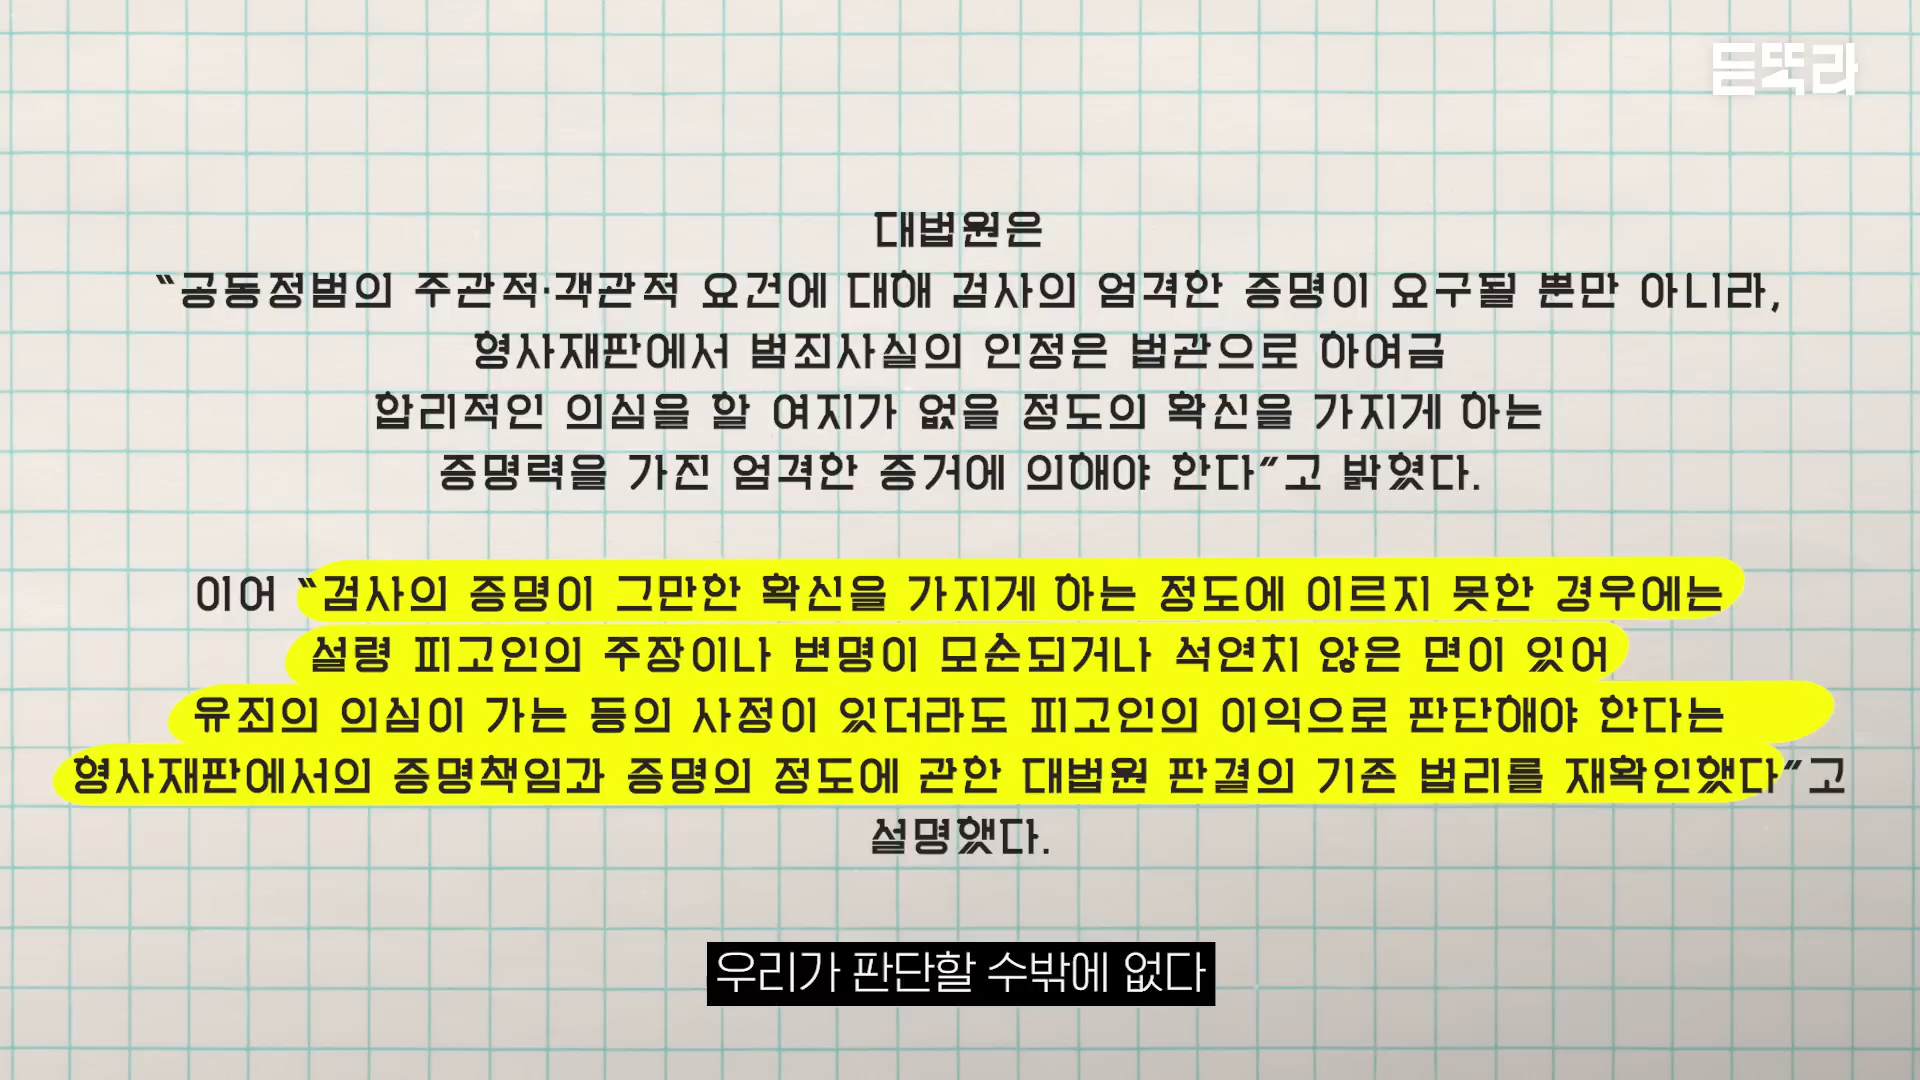 듣똑라
대법원은
“공동정범의 주관적·객관적 요건에 대해 검사의 엄격한 증명이 요구될 뿐만 아니라,
형사재판에서 범죄사실의 인정은 법관으로 하여금
합리적인 의심을 할 여지가 없을 정도의 확신을 가지게 하는
증명력을 가진 엄격한 증거에 의해야 한다”고 밝혔다.
이어 “검사의 증명이 그만한 확신을 가지게 하는 정도에 이르지 못한 경우에는
설령 피고인의 주장이나 변명이 모순되거나 석연치 않은 면이 있어
유죄의 의심이 가는 등의 사정이 있더라도 피고인의 이익으로 판단해야 한다는
형사재판에서의 증명책임과 증명의 정도에 관한 대법원 판결의 기존 법리를 재확인했다”고
설명했다.
우리가 판단할 수밖에 없다